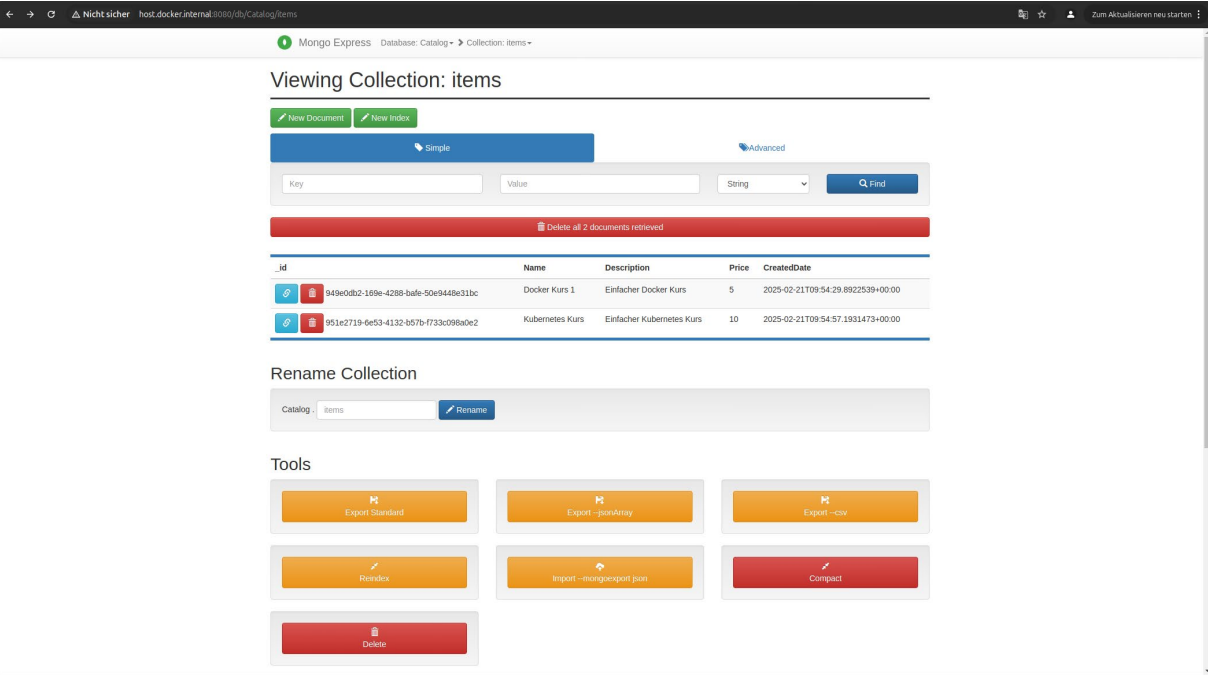 Nicht sicher host.docker.internal:8080/db/Catalog/items Zum Aktualisieren neu starten
Mongo Express Database: Catalog Collection: items
Viewing Collection: items
New Document New Index
Simple Advanced
Key Value String Find
Delete all 2 documents retrieved
_id Name Description Price CreatedDate
949e0db2-169e-4288-bafe-50e9448e31bc Docker Kurs 1 Einfacher Docker Kurs 5 2025-02-21T09:54:29.8922539+00:00
951e2719-6e53-4132-b57b-f733c098a0e2 Kubernetes Kurs Einfacher Kubernetes Kurs 10 2025-02-21T09:54:57.1931473+00:00
Rename Collection
Catalog . items Rename
Tools
Export Standard Export --jsonArray Export --csv
Reindex Import --mongoexport json Compact
Delete